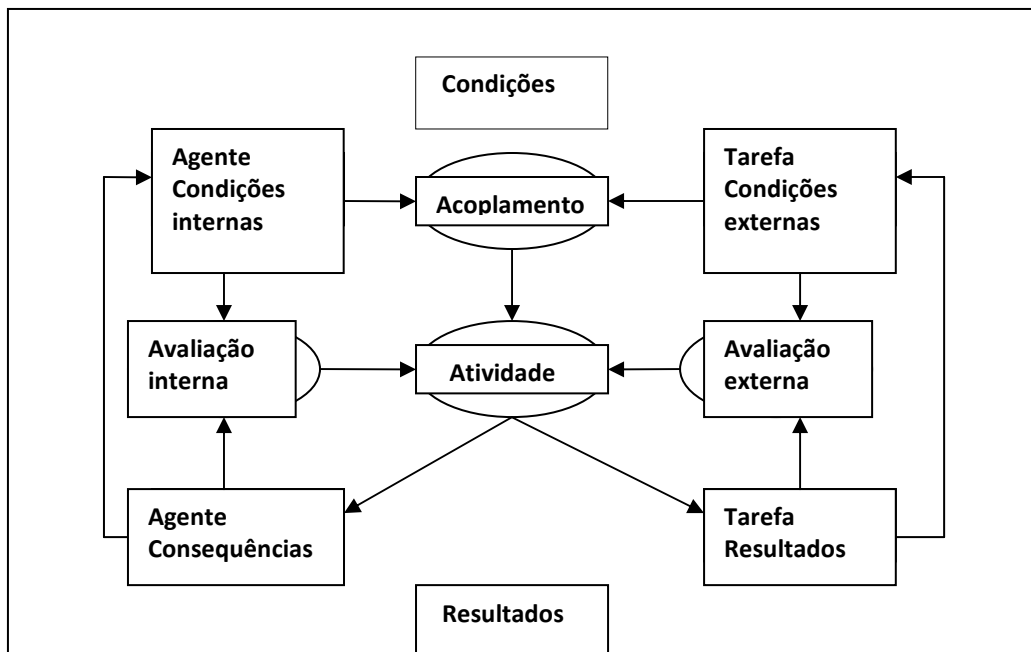 Condições
Agente
Condições
internas
Acoplamento
Tarefa
Condições
externas
Avaliação
interna
Atividade
Avaliação
externa
Agente
Consequências
Tarefa
Resultados
Resultados